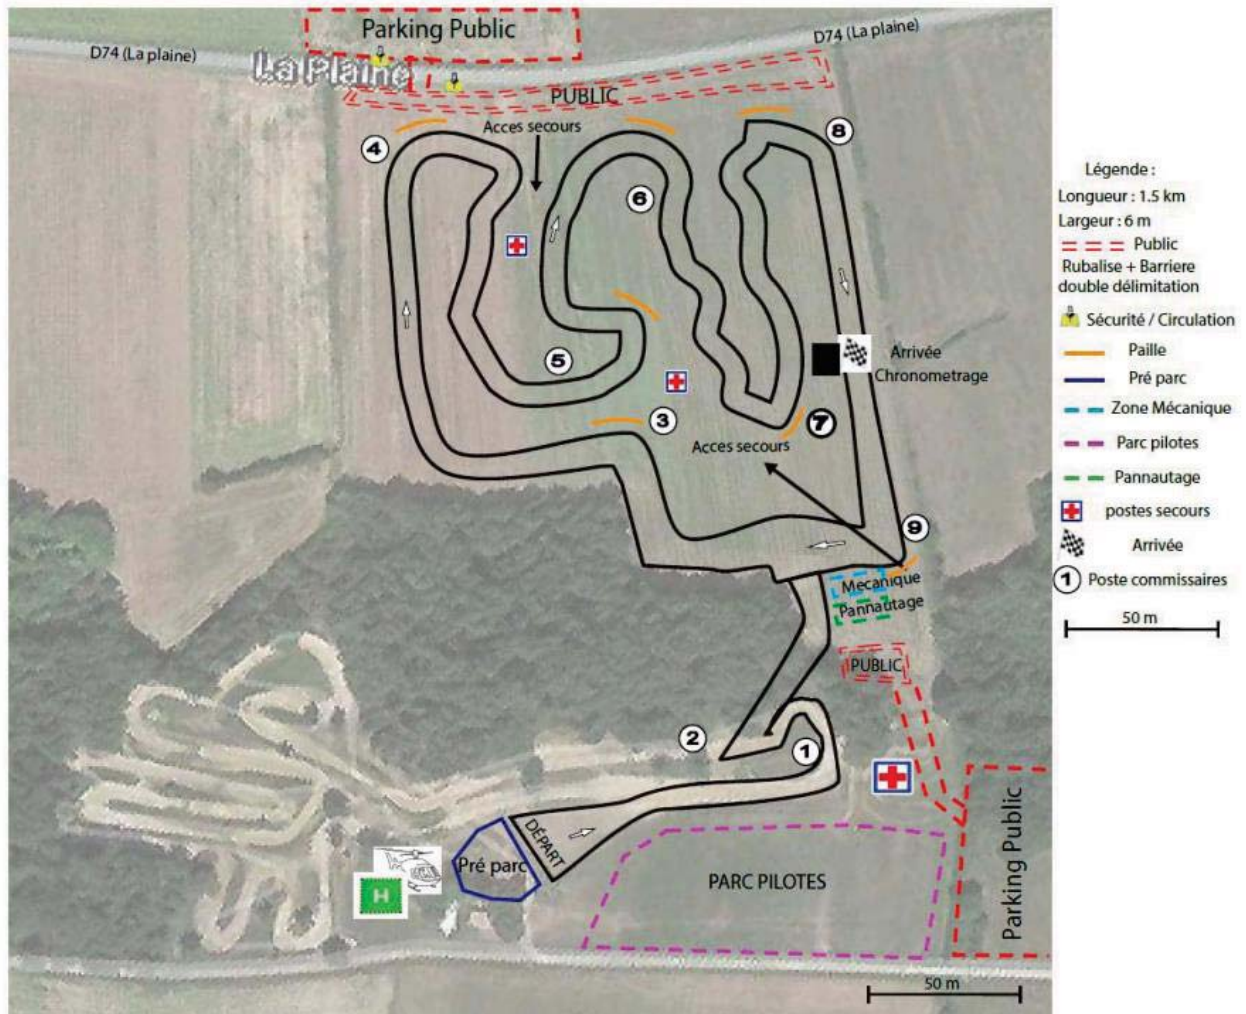 Parking Public
D74 (La plaine)
D74 (La plaine)
La Plaine
PUBLIC
4
Acces secours
8
6
5
3
7
Arrivée
Chronometrage
Acces secours
9
Mécanique
Pannautage
PUBLIC
2
1
DÉPART
Pré parc
H
PARC PILOTES
Parking Public
50 m
Légende :
Longueur : 1.5 km
Largeur : 6 m
Public
Rubalise + Barriere
double délimitation
Sécurité / Circulation
Paille
Pré parc
Zone Mécanique
Parc pilotes
Pannautage
postes secours
Arrivée
1 Poste commissaires
50 m